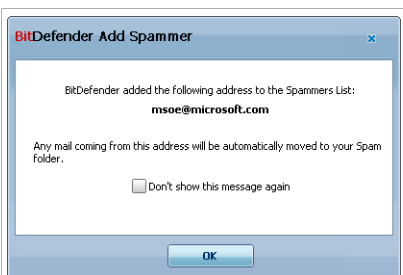 BitDefender Add Spammer
BitDefender added the following address to the Spammers List:
msoe@microsoft.com
Any mail coming from this address will be automatically moved to your Spam
folder.
Don't show this message again
OK